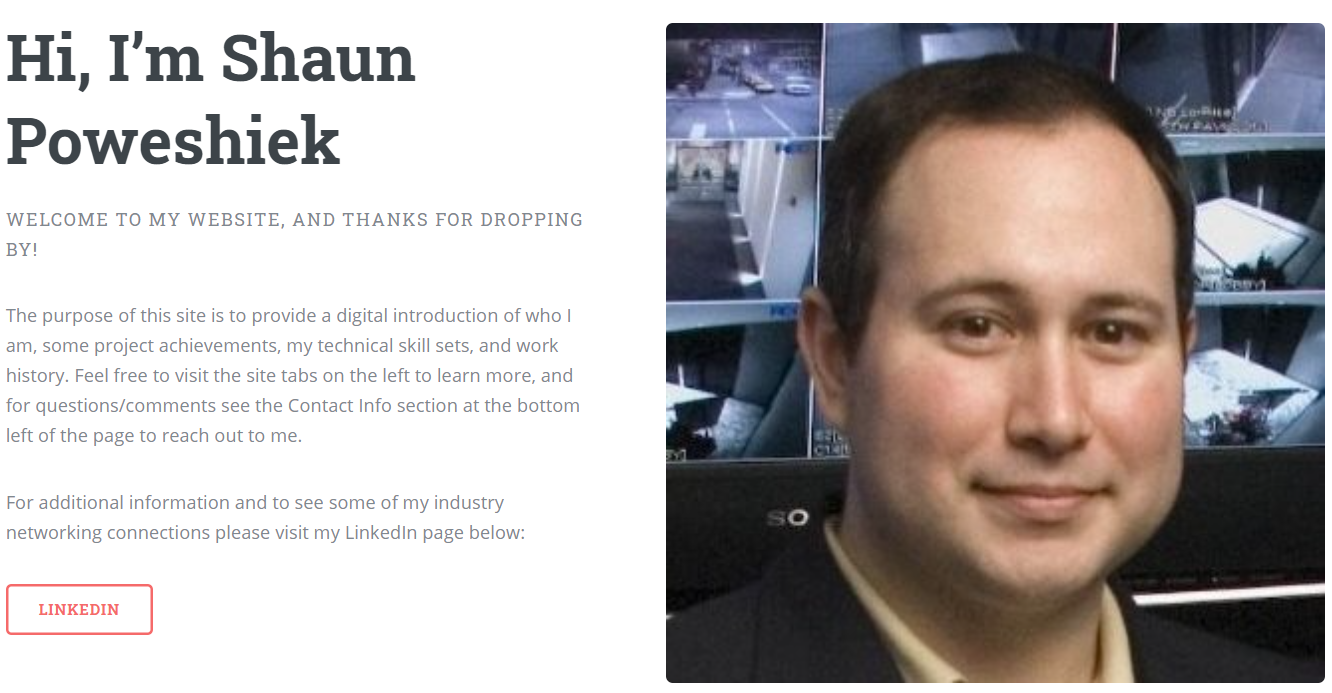 Hi, I’m Shaun
Poweshiek
WELCOME TO MY WEBSITE, AND THANKS FOR DROPPING
BY!
The purpose of this site is to provide a digital introduction of who I
am, some project achievements, my technical skill sets, and work
history. Feel free to visit the site tabs on the left to learn more, and
for questions/comments see the Contact Info section at the bottom
left of the page to reach out to me.
For additional information and to see some of my industry
networking connections please visit my LinkedIn page below:
LINKEDIN
SO